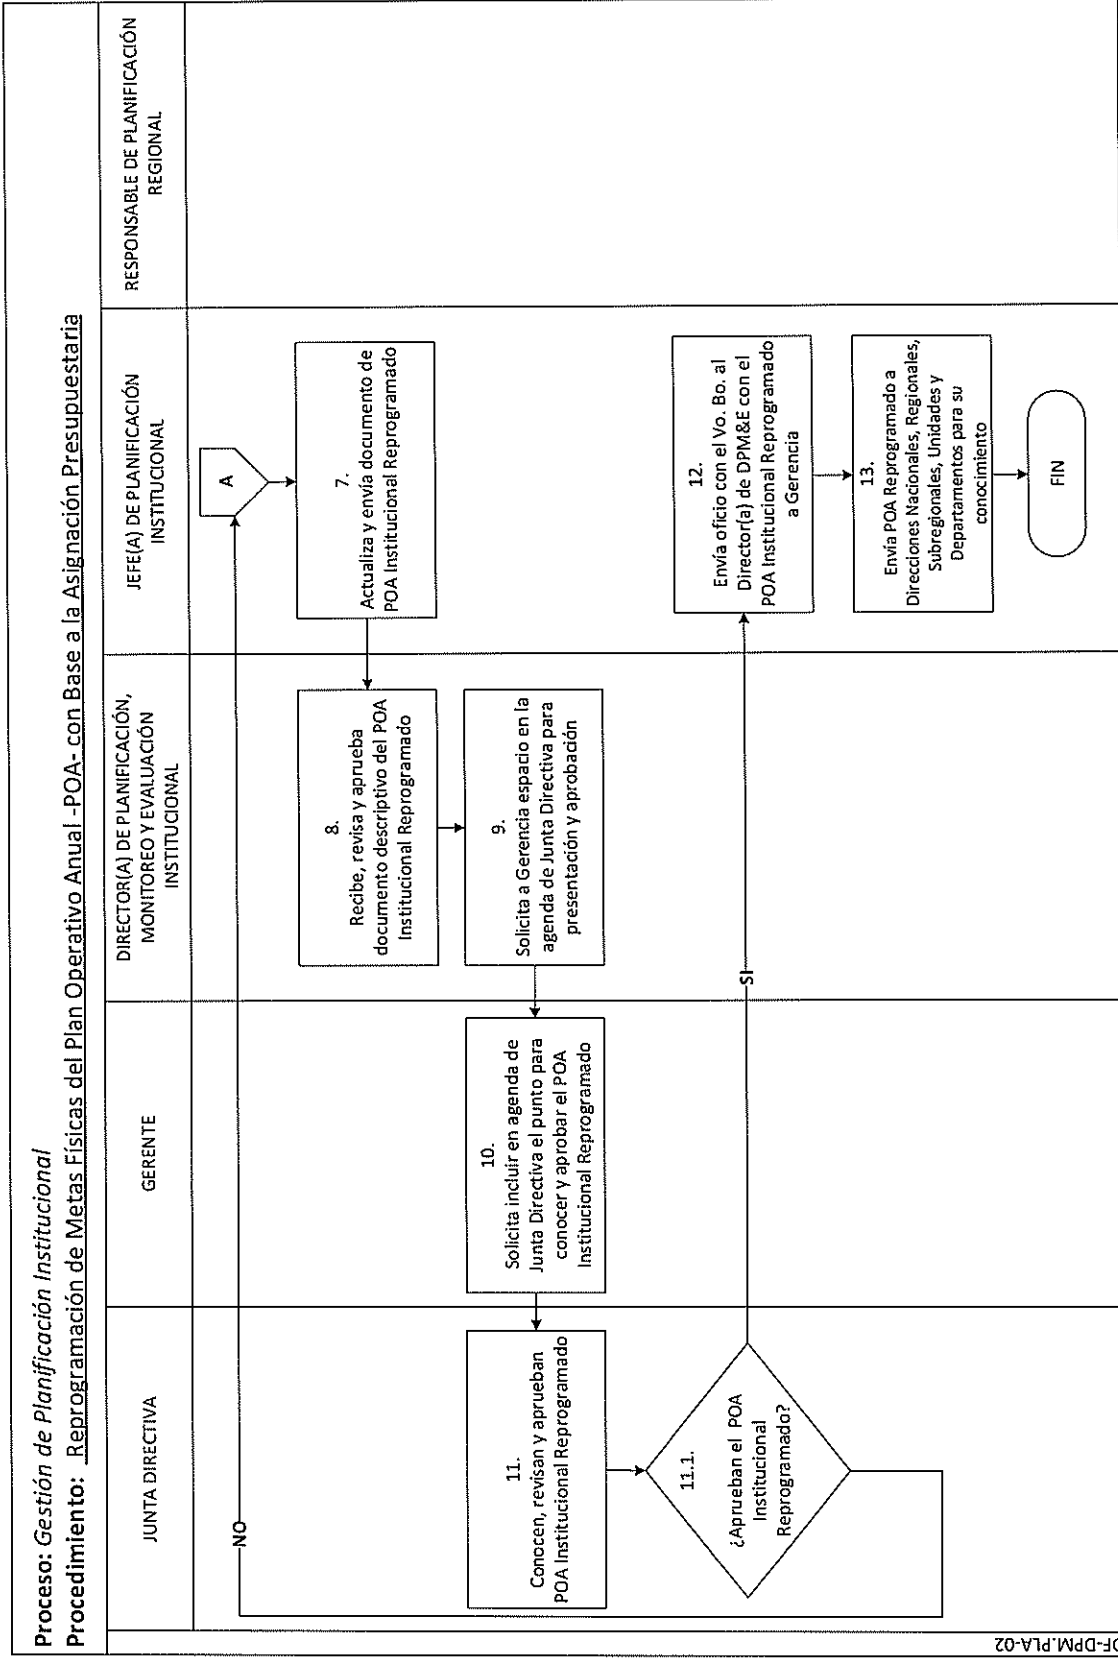 Proceso: Gestión de Planificación Institucional
Procedimiento: Reprogramación de Metas Físicas del Plan Operativo Anual -POA- con Base a la Asignación Presupuestaria
JUNTA DIRECTIVA
GERENTE
DIRECTOR(A) DE PLANIFICACIÓN,
MONITOREO Y EVALUACIÓN
INSTITUCIONAL
JEFE(A) DE PLANIFICACIÓN
INSTITUCIONAL
RESPONSABLE DE PLANIFICACIÓN
REGIONAL
NO
A
7.
Actualiza y envía documento de
POA Institucional Reprogramado
8.
Recibe, revisa y aprueba
documento descriptivo del POA
Institucional Reprogramado
9.
Solicita a Gerencia espacio en la
agenda de Junta Directiva para
presentación y aprobación
10.
Solicita incluir en agenda de
Junta Directiva el punto para
conocer y aprobar el POA
Institucional Reprogramado
11.
Conocen, revisan y aprueban
POA Institucional Reprogramado
11.1.
¿Aprueban el POA
Institucional
Reprogramado?
SI
12.
Envía oficio con el Vo. Bo. al
Director(a) de DPM&E con el
POA Institucional Reprogramado
a Gerencia
13.
Envía POA Reprogramado a
Direcciones Nacionales, Regionales,
Subregionales, Unidades y
Departamentos para su
conocimiento
FIN
DF-DPM.PLA-02